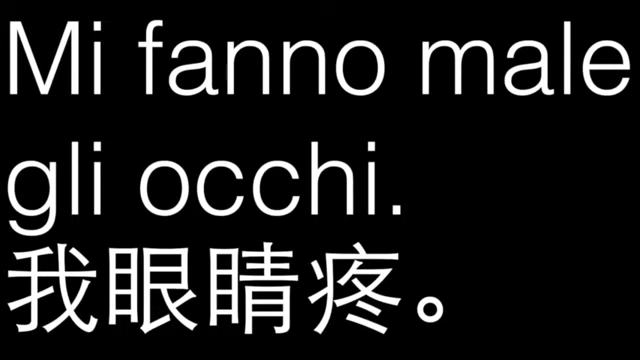 Mi fanno male
gli occhi.
我眼睛疼。